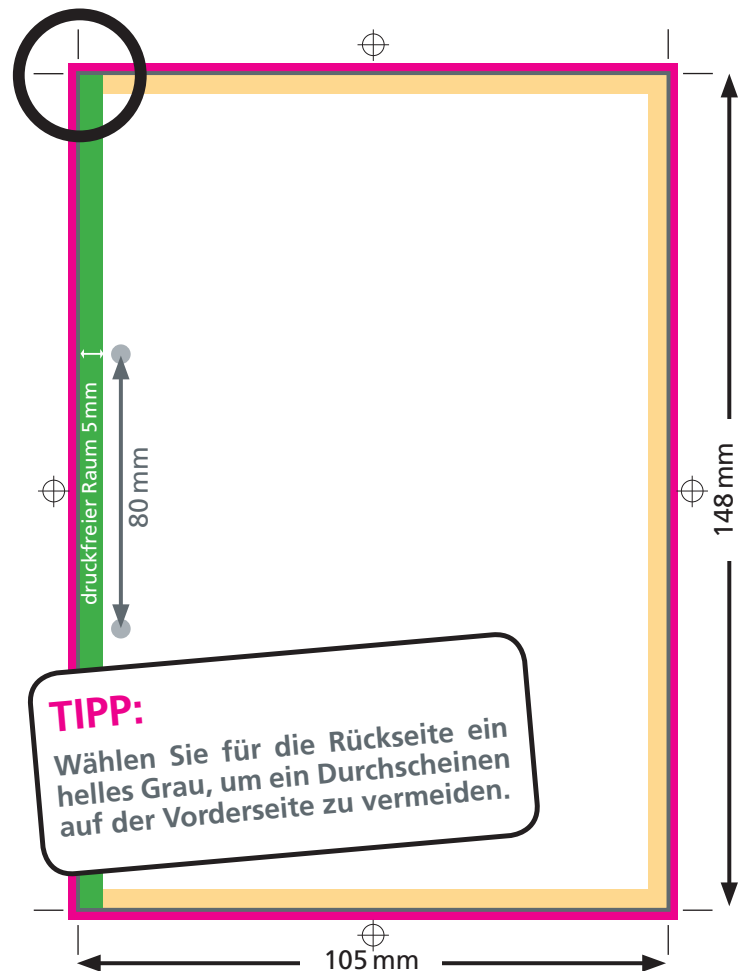 druckfreier Raum 5 mm
80 mm
148 mm
TIPP:
Wählen Sie für die Rückseite ein
helles Grau, um ein Durchscheinen
auf der Vorderseite zu vermeiden.
105 mm